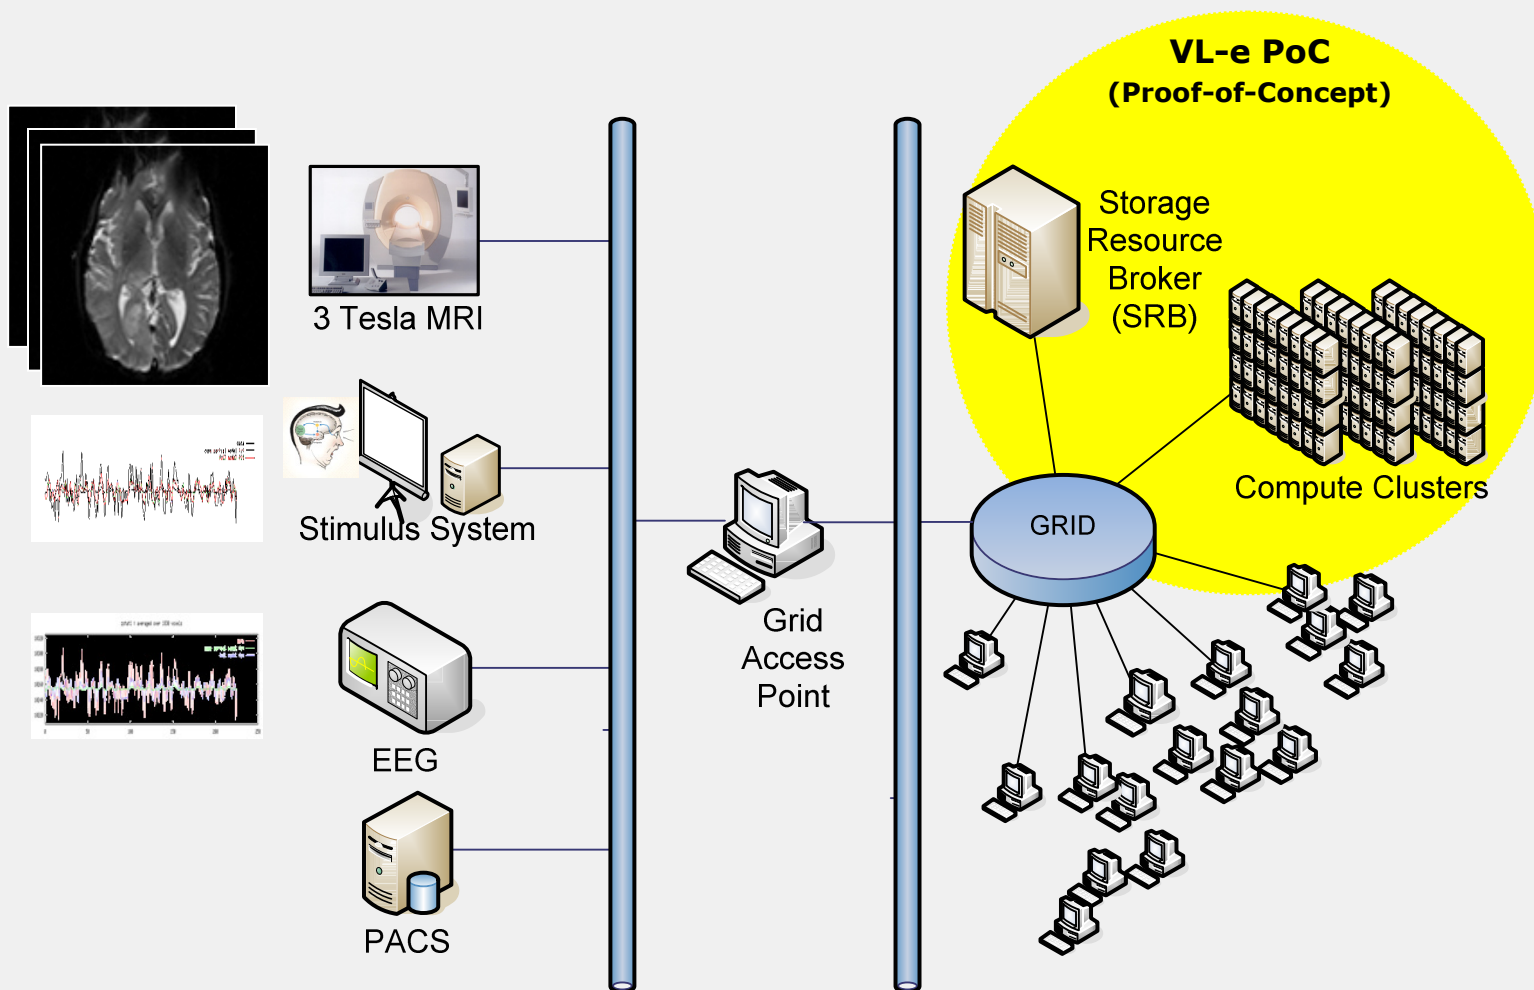 VL-e PoC
(Proof-of-Concept)
3 Tesla MRI
Storage
Resource
Broker
(SRB)
Compute Clusters
Stimulus System
GRID
Grid
Access
Point
EEG
PACS